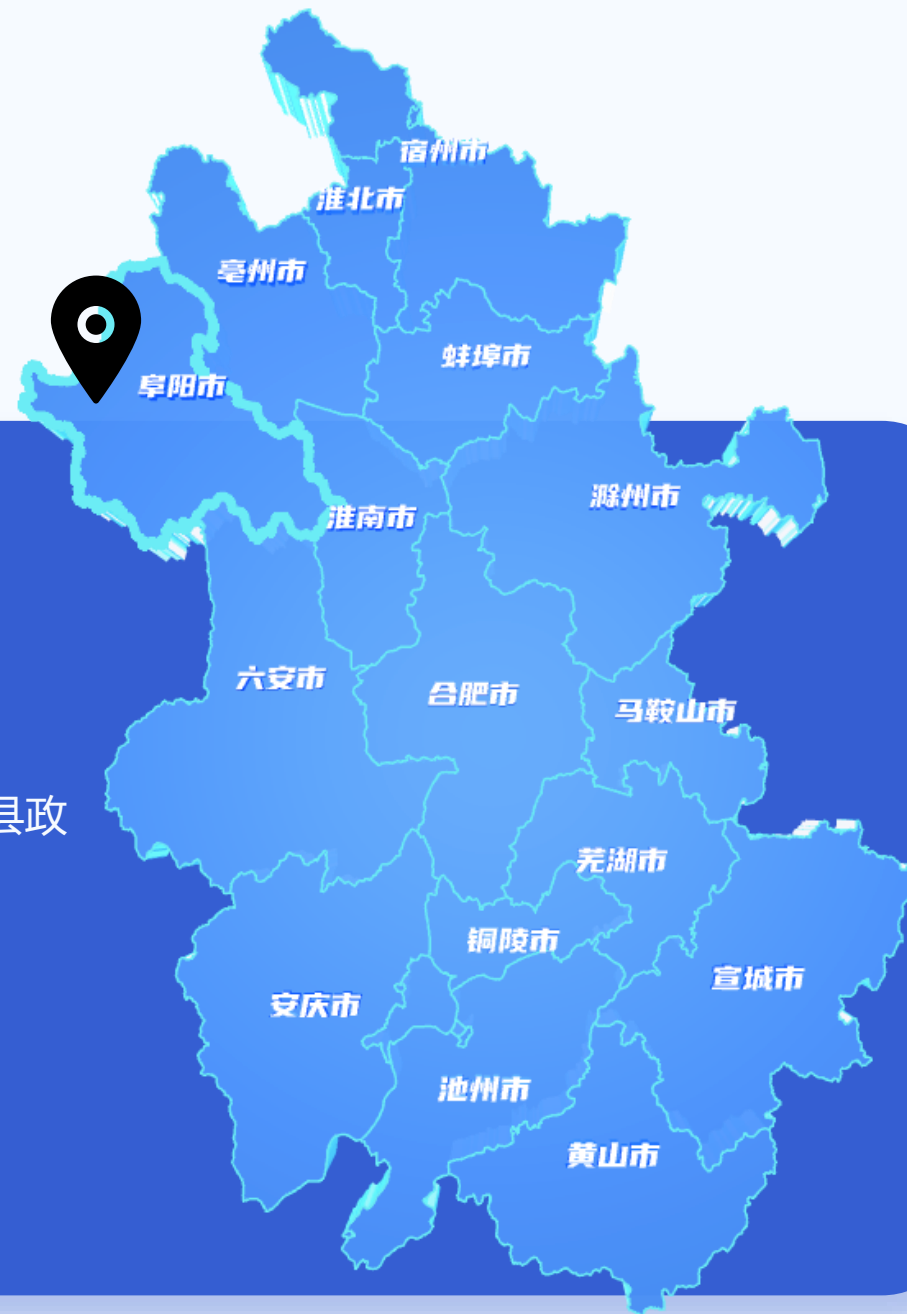 宿州市
淮北市
亳州市
蚌埠市
阜阳市
滁州市
淮南市
六安市
合肥市
马鞍山市
县政
芜湖市
铜陵市
宣城市
安庆市
池州市
黄山市